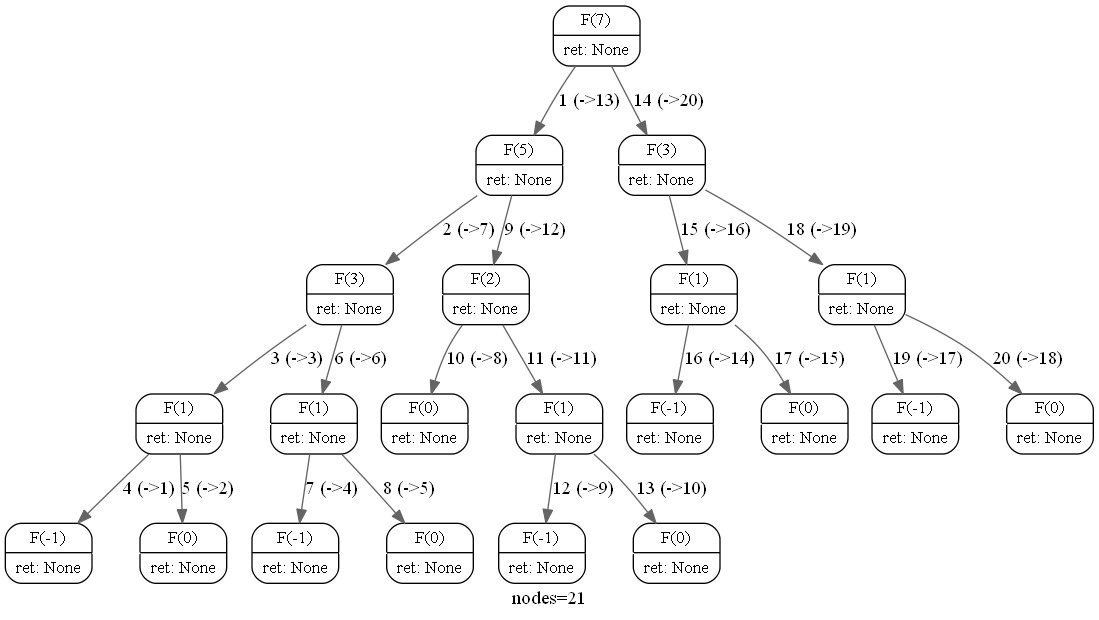 F(7)
ret: None
1 (->13)
14 (->20)
F(5)
ret: None
F(3)
ret: None
2 (->7)
9 (->12)
15 (->16)
18 (->19)
F(3)
ret: None
F(2)
ret: None
F(1)
ret: None
F(1)
ret: None
3 (->3)
6 (->6)
10 (->8)
11 (->11)
16 (->14)
17 (->15)
19 (->17)
20 (->18)
F(1)
ret: None
F(1)
ret: None
F(0)
ret: None
F(1)
ret: None
F(-1)
ret: None
F(0)
ret: None
F(-1)
ret: None
F(0)
ret: None
4 (->1)
5 (->2)
7 (->4)
8 (->5)
12 (->9)
13 (->10)
F(-1)
ret: None
F(0)
ret: None
F(-1)
ret: None
F(0)
ret: None
F(-1)
ret: None
F(0)
ret: None
nodes=21